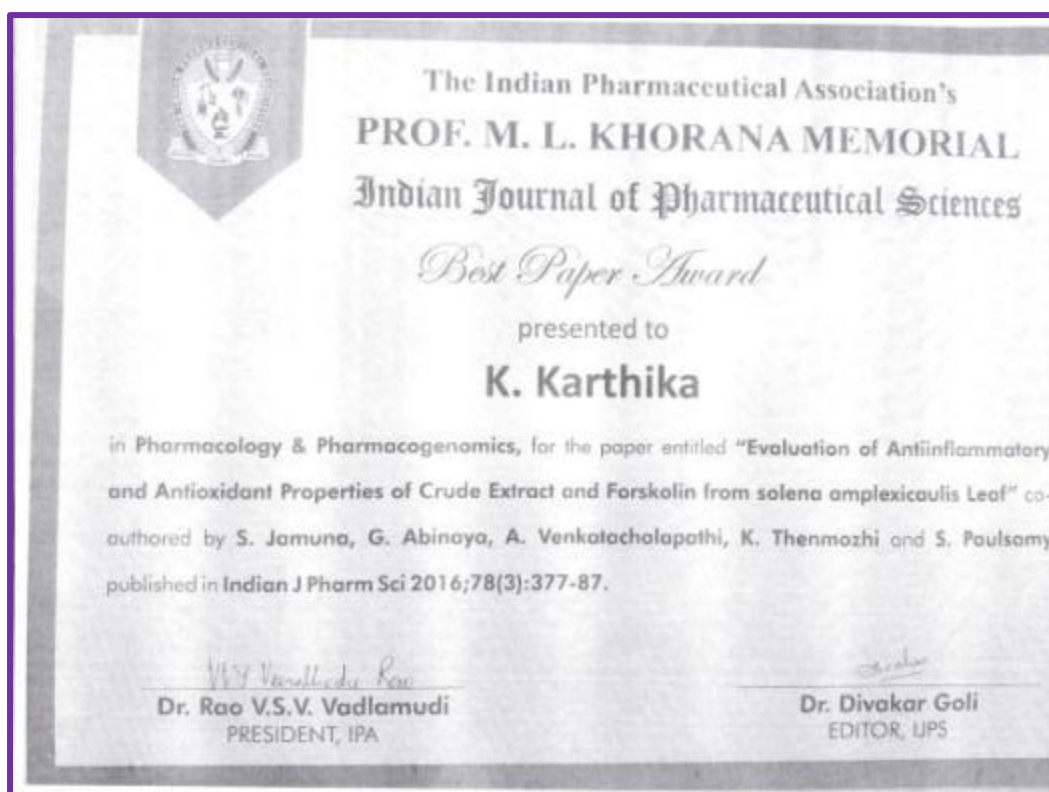 The Indian Pharmaceutical Association's
PROF. M. L. KHORANA MEMORIAL
Indian Journal of Pharmaceutical Sciences
Best Paper Award
presented to
K. Karthika
in Pharmacology & Pharmacogenomics, for the paper entitled "Evaluation of Antiinflammatory
and Antioxidant Properties of Crude Extract and Forskolin from solena amplexicaulis Leaf" co-
authored by S. Jamuna, G. Abinaya, A. Venkatachalapathi, K. Thenmozhi and S. Paulsamy
published in Indian J Pharm Sci 2016;78(3):377-87.
Dr. Rao V.S.V. Vadlamudi
PRESIDENT, IPA
Dr. Divakar Goli
EDITOR, IJPS